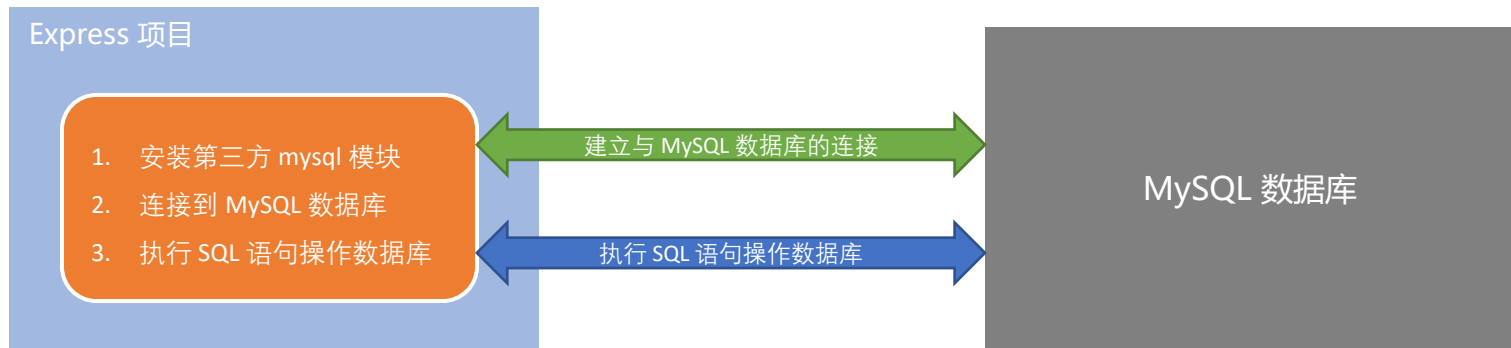 Express 项目
1. 安装第三方 mysql 模块
2. 连接到 MySQL 数据库
3. 执行 SQL 语句操作数据库
建立与 MySQL 数据库的连接
执行 SQL 语句操作数据库
MySQL 数据库